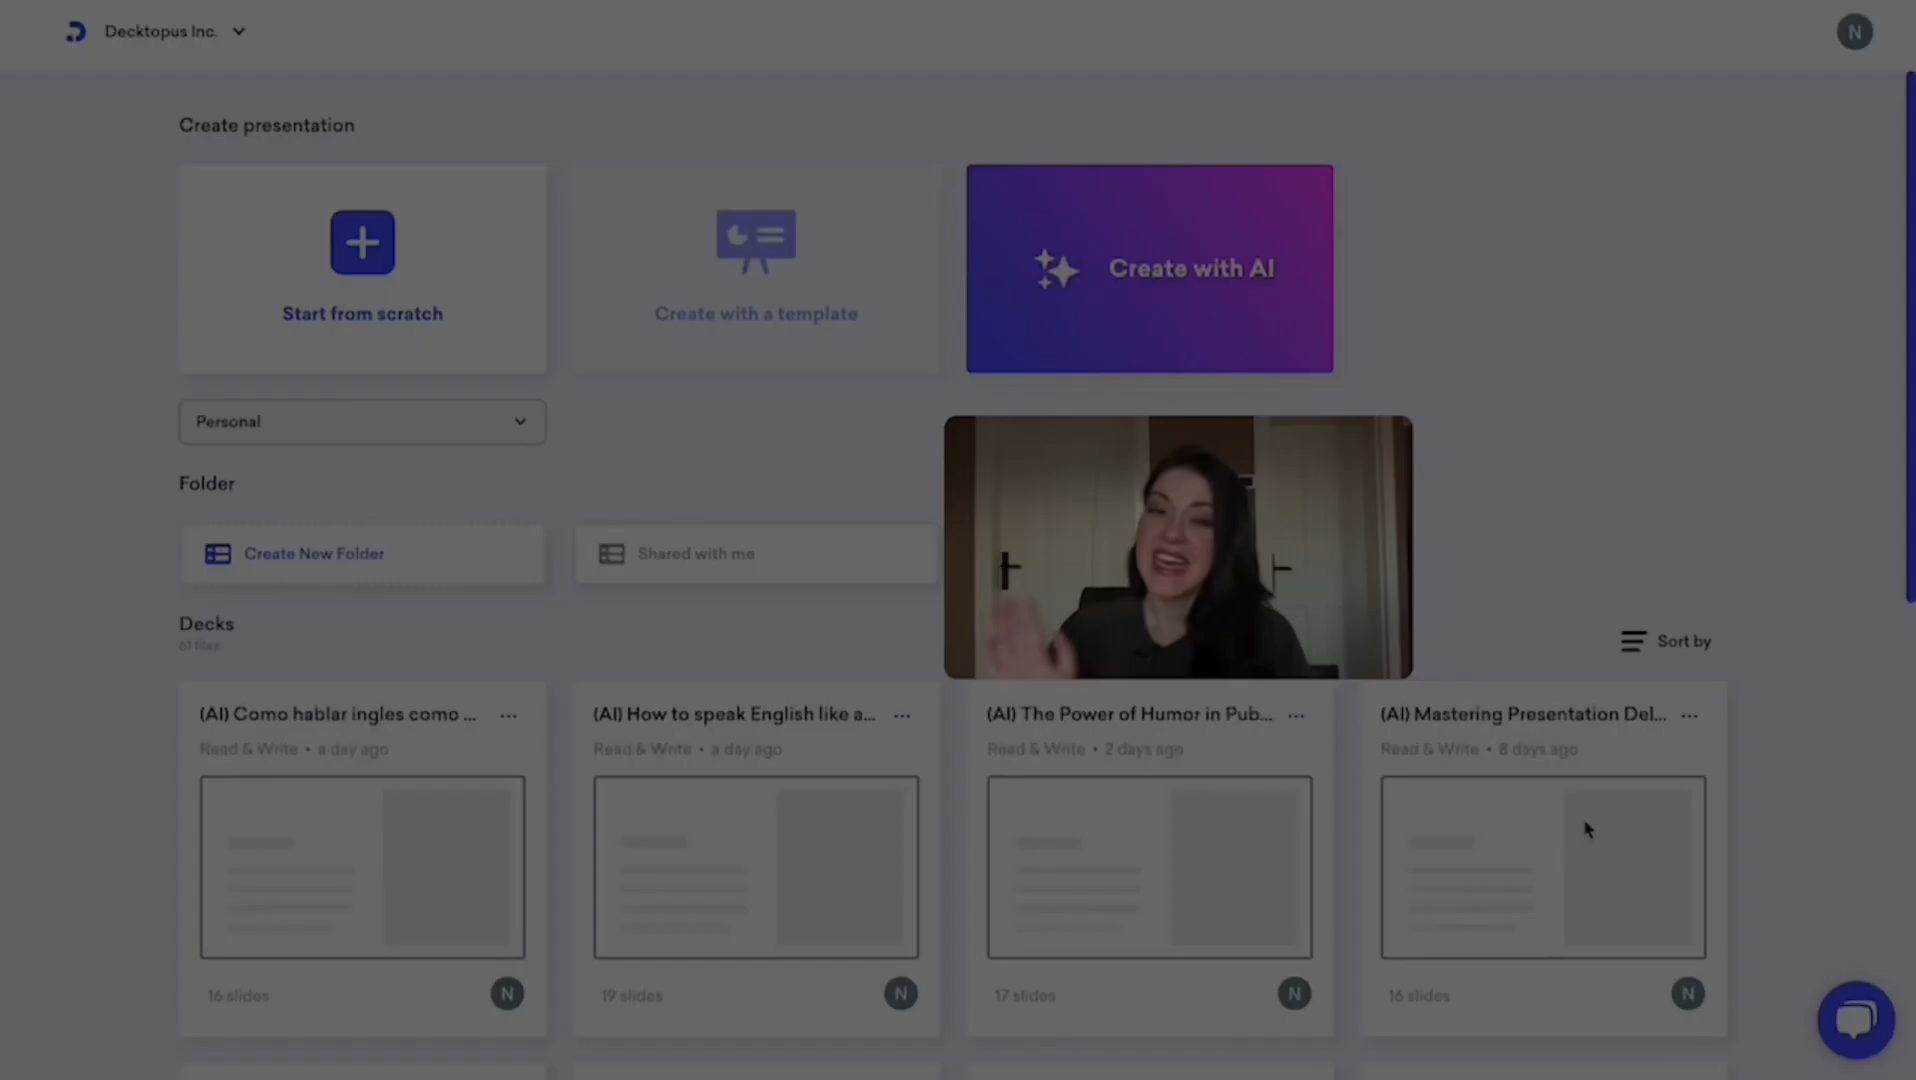 Decktopus Inc.
N
Create presentation
Start from scratch
Create with a template
Create with AI
Personal
Folder
Create New Folder
Shared with me
Decks
61 files
Sort by
(AI) Como hablar ingles como ...
Read & Write • a day ago
16 slides
N
(AI) How to speak English like a...
Read & Write • a day ago
19 slides
N
(AI) The Power of Humor in Pub...
Read & Write • 2 days ago
17 slides
N
(AI) Mastering Presentation Del...
Read & Write • 8 days ago
16 slides
N